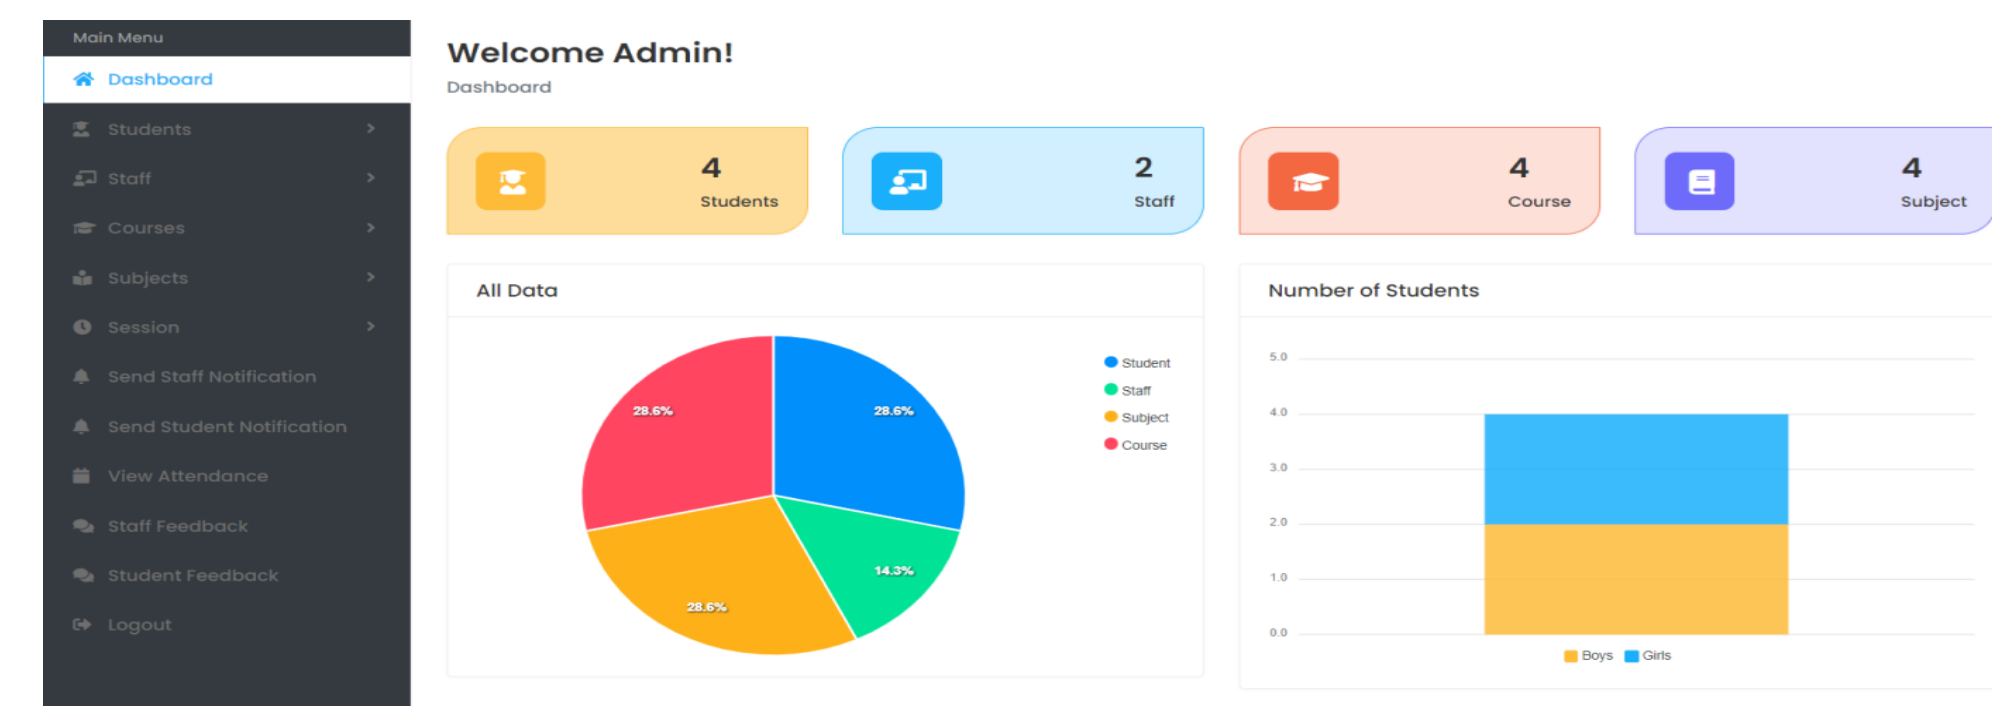 Main Menu
Dashboard
Students
Staff
Courses
Subjects
Session
Send Staff Notification
Send Student Notification
View Attendance
Staff Feedback
Student Feedback
Logout
Welcome Admin!
Dashboard
4
Students
2
Staff
4
Course
4
Subject
All Data
28.6%
28.6%
14.3%
28.6%
Student
Staff
Subject
Course
Number of Students
5.0
4.0
3.0
2.0
1.0
0.0
Boys Girls